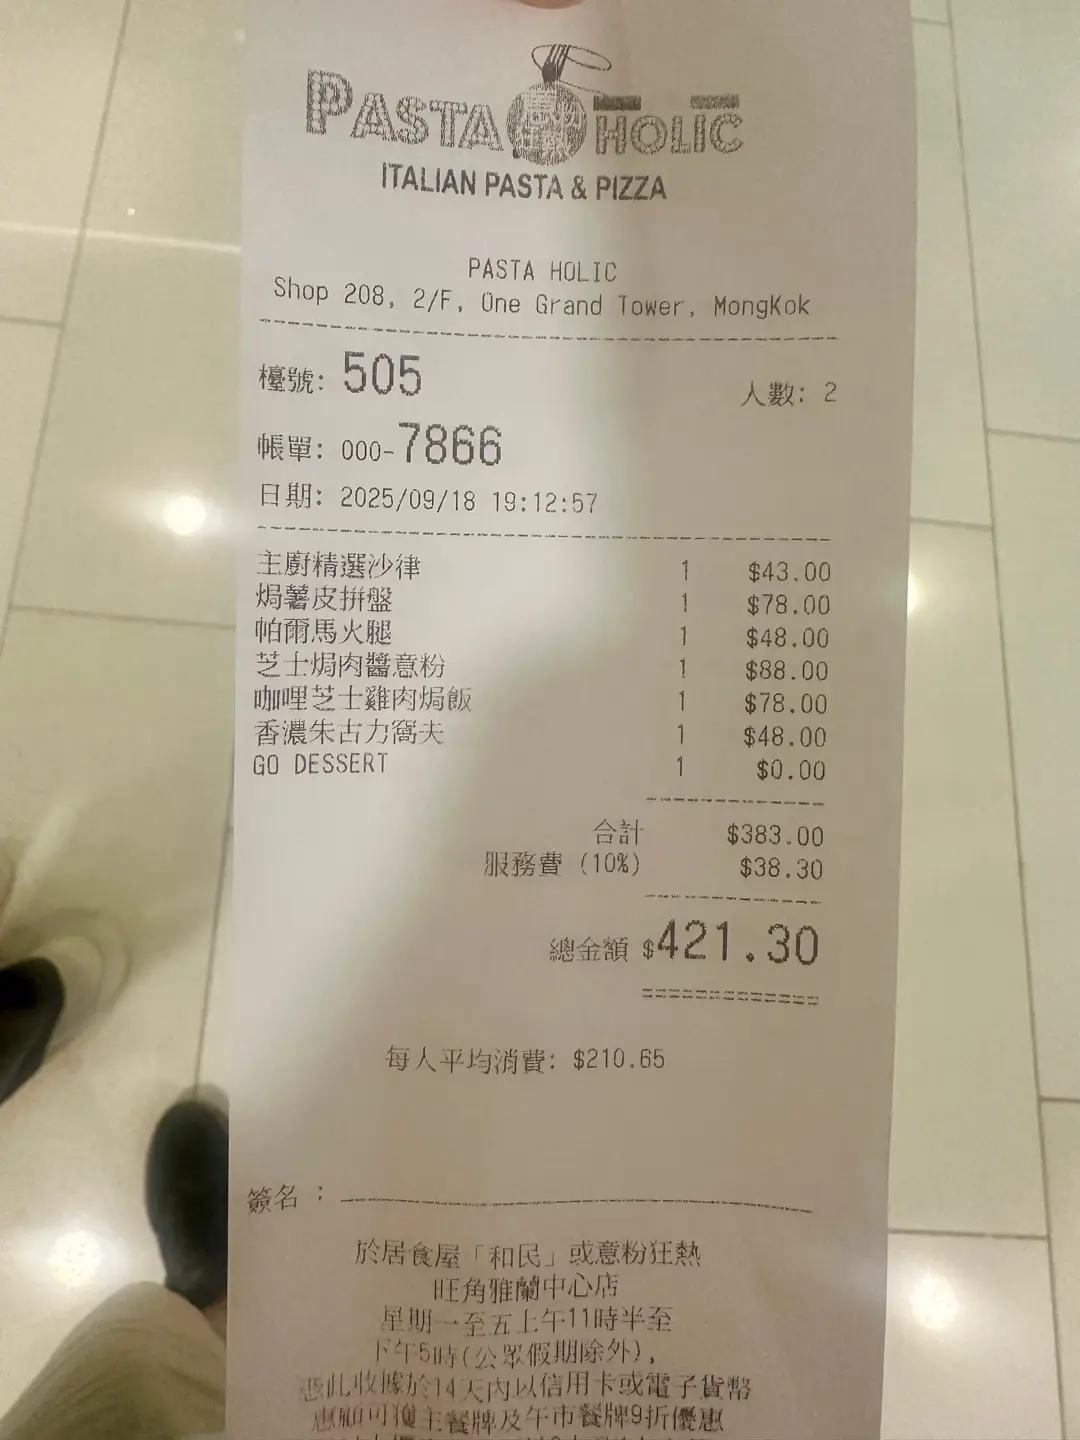 PASTA HOLIC
ITALIAN PASTA & PIZZA
PASTA HOLIC
Shop 208, 2/F, One Grand Tower, MongKok
檯號: 505 人數: 2
帳單: 000-7866
日期: 2025/09/18 19:12:57
主廚精選沙律 1 $43.00
焗薯皮拼盤 1 $78.00
帕爾馬火腿 1 $48.00
芝士焗肉醬意粉 1 $88.00
咖哩芝士雞肉焗飯 1 $78.00
香濃朱古力窩夫 1 $48.00
GO DESSERT 1 $0.00
合計 $383.00
服務費 (10%) $38.30
總金額 $421.30
每人平均消費: $210.65
簽名 :
於居食屋「和民」或意粉狂熱
旺角雅蘭中心店
星期一至五上午11時半至
下午5時(公眾假期除外),
憑此收據於14天內以信用卡或電子貨幣
惠顧可獲主餐牌及午市餐牌9折優惠